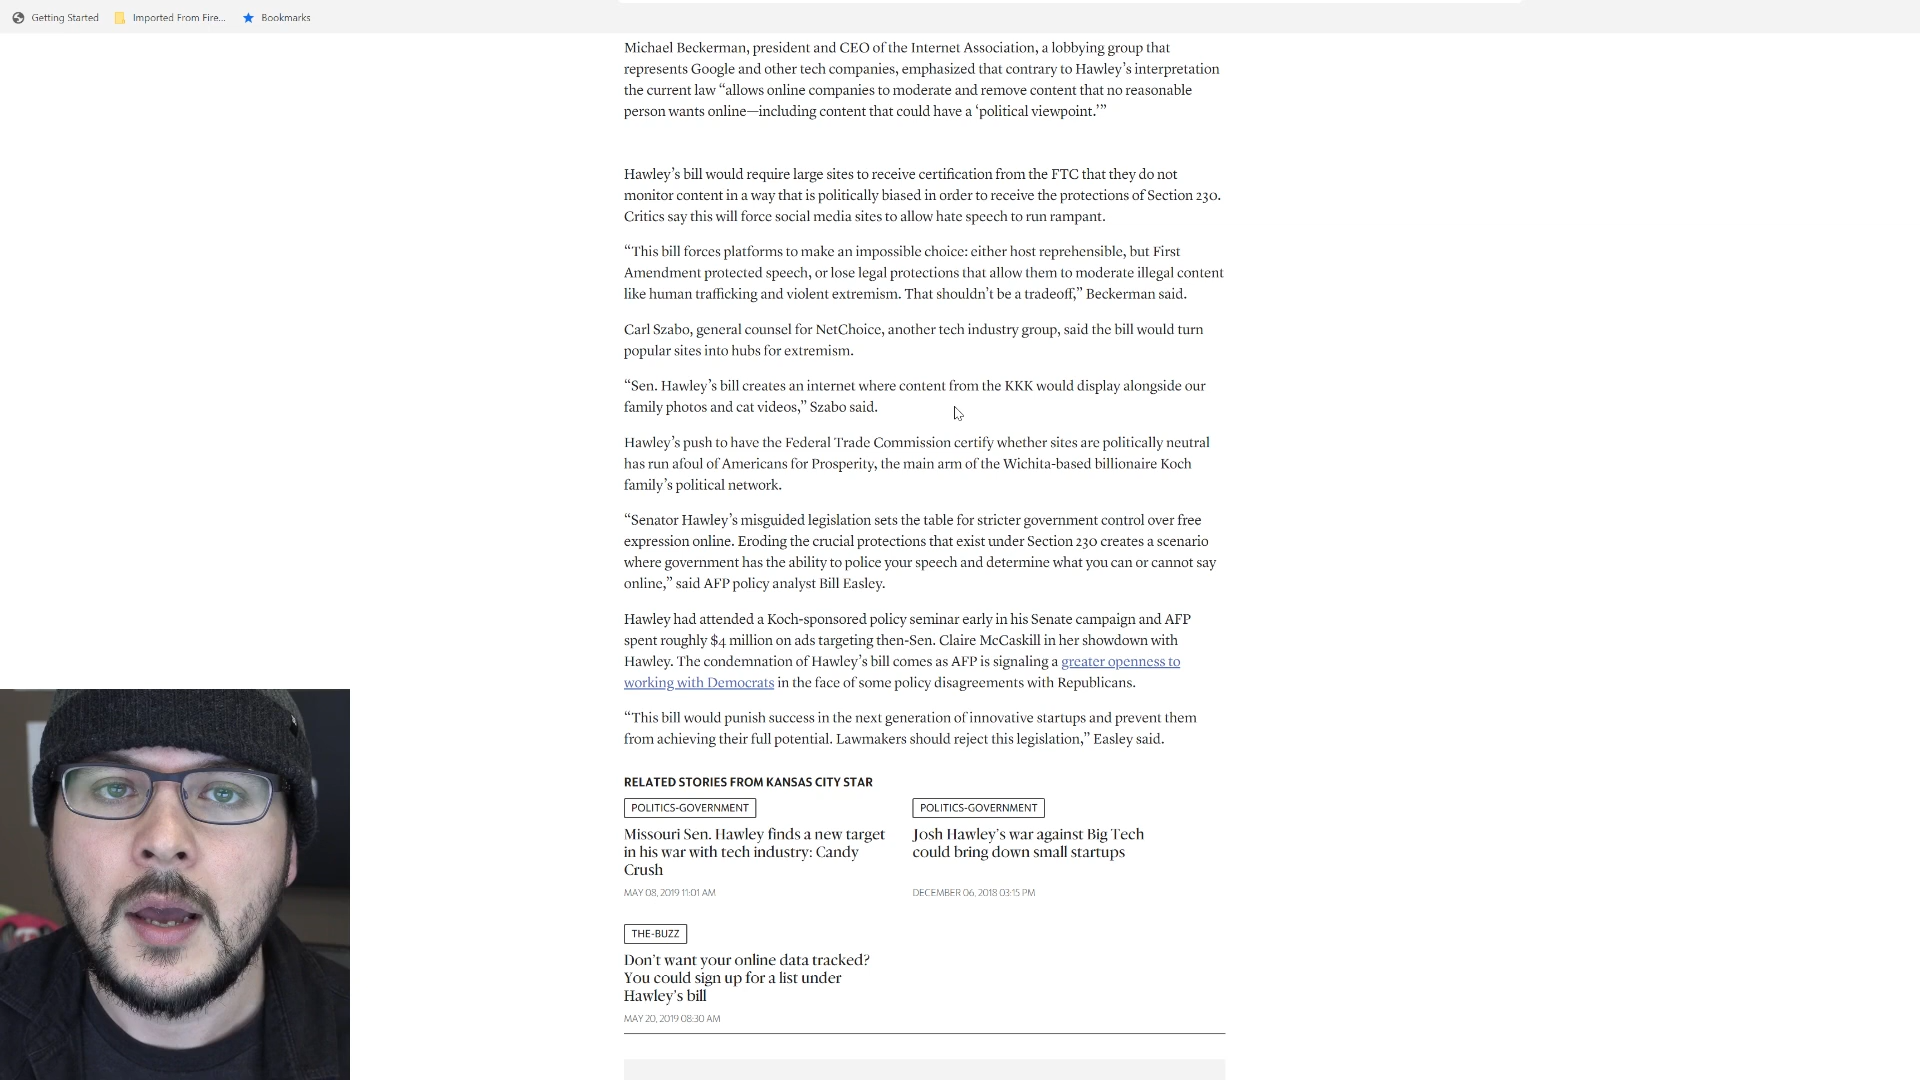 Getting Started
Imported From Fire...
Bookmarks
Michael Beckerman, president and CEO of the Internet Association, a lobbying group that
represents Google and other tech companies, emphasized that contrary to Hawley’s interpretation
the current law “allows online companies to moderate and remove content that no reasonable
person wants online—including content that could have a ‘political viewpoint.’”
Hawley’s bill would require large sites to receive certification from the FTC that they do not
monitor content in a way that is politically biased in order to receive the protections of Section 230.
Critics say this will force social media sites to allow hate speech to run rampant.
“This bill forces platforms to make an impossible choice: either host reprehensible, but First
Amendment protected speech, or lose legal protections that allow them to moderate illegal content
like human trafficking and violent extremism. That shouldn’t be a tradeoff,” Beckerman said.
Carl Szabo, general counsel for NetChoice, another tech industry group, said the bill would turn
popular sites into hubs for extremism.
“Sen. Hawley’s bill creates an internet where content from the KKK would display alongside our
family photos and cat videos,” Szabo said.
Hawley’s push to have the Federal Trade Commission certify whether sites are politically neutral
has run afoul of Americans for Prosperity, the main arm of the Wichita-based billionaire Koch
family’s political network.
“Senator Hawley’s misguided legislation sets the table for stricter government control over free
expression online. Eroding the crucial protections that exist under Section 230 creates a scenario
where government has the ability to police your speech and determine what you can or cannot say
online,” said AFP policy analyst Bill Easley.
Hawley had attended a Koch-sponsored policy seminar early in his Senate campaign and AFP
spent roughly $4 million on ads targeting then-Sen. Claire McCaskill in her showdown with
Hawley. The condemnation of Hawley’s bill comes as AFP is signaling a greater openness to
working with Democrats in the face of some policy disagreements with Republicans.
“This bill would punish success in the next generation of innovative startups and prevent them
from achieving their full potential. Lawmakers should reject this legislation,” Easley said.
RELATED STORIES FROM KANSAS CITY STAR
POLITICS-GOVERNMENT
Missouri Sen. Hawley finds a new target
in his war with tech industry: Candy
Crush
MAY 08, 2019 11:01 AM
POLITICS-GOVERNMENT
Josh Hawley’s war against Big Tech
could bring down small startups
DECEMBER 06, 2018 03:15 PM
THE-BUZZ
Don’t want your online data tracked?
You could sign up for a list under
Hawley’s bill
MAY 20, 2019 08:30 AM